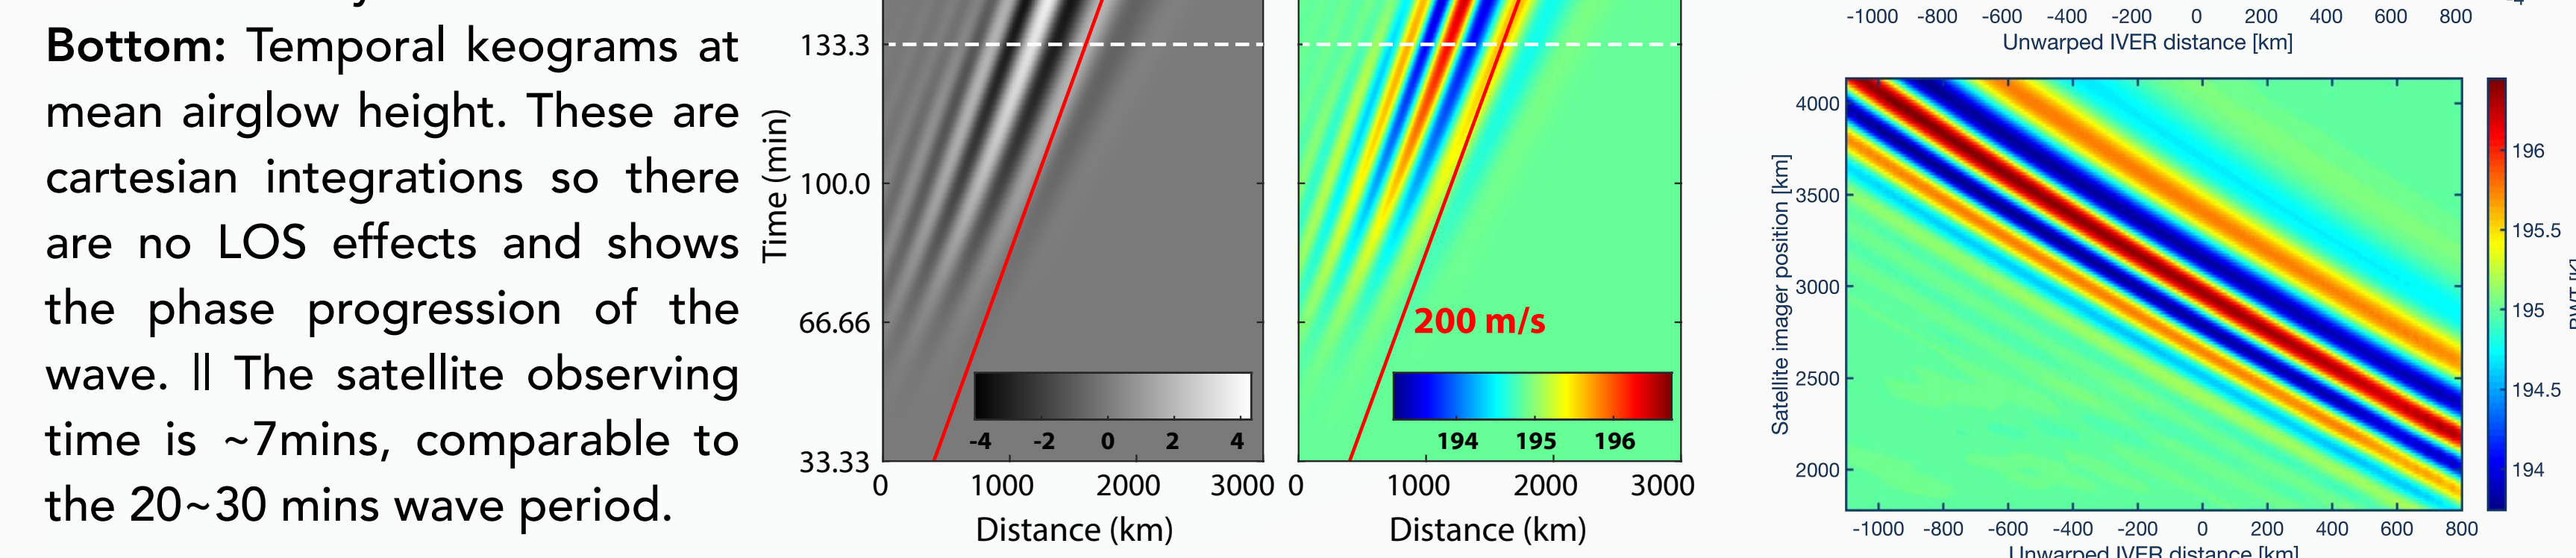 Bottom: Temporal keograms at
mean airglow height. These are
cartesian integrations so there
are no LOS effects and shows
the phase progression of the
wave. || The satellite observing
time is ~7mins, comparable to
the 20~30 mins wave period.
Time (min)
133.3
100.0
66.66
33.33
-4 -2 0 2 4
0 1000 2000 3000
Distance (km)
200 m/s
194 195 196
0 1000 2000 3000
Distance (km)
-1000 -800 -600 -400 -200 0 200 400 600 800
Unwarped IVER distance [km]
Satellite imager position [km]
4000
3500
3000
2500
2000
-1000 -800 -600 -400 -200 0 200 400 600 800
Unwarped IVER distance [km]
196
195.5
195
194.5
194